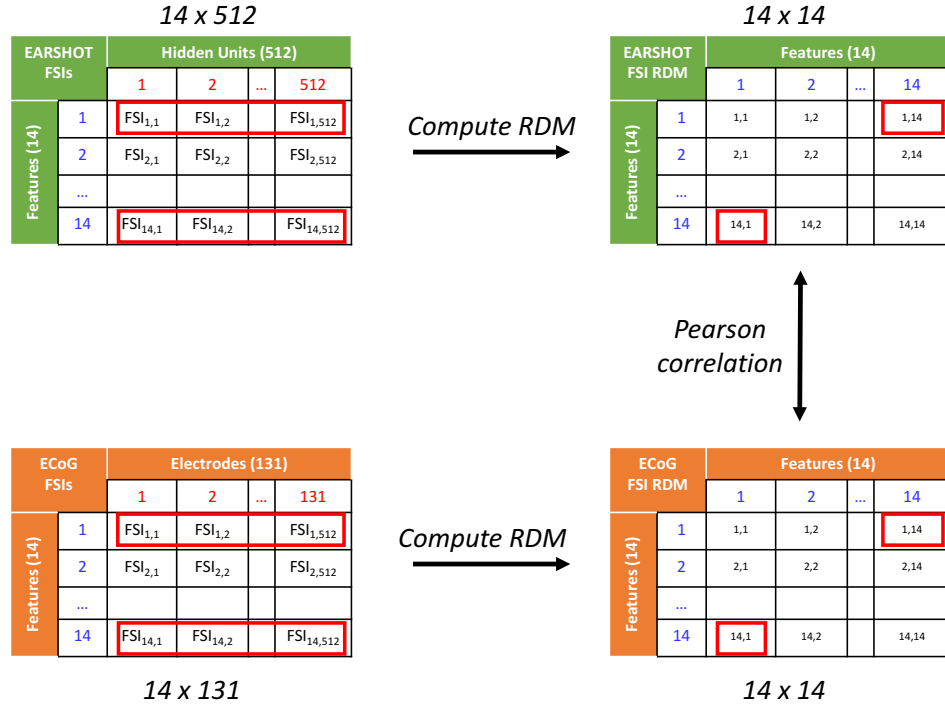 14 x 512
EARSHOT FSIs
Hidden Units (512)
1 2 ... 512
Features (14)
1 FSI1,1 FSI1,2 FSI1,512
2 FSI2,1 FSI2,2 FSI2,512
...
14 FSI14,1 FSI14,2 FSI14,512
Compute RDM
14 x 14
EARSHOT FSI RDM
Features (14)
1 2 ... 14
Features (14)
1 1,1 1,2 1,14
2 2,1 2,2 2,14
...
14 14,1 14,2 14,14
Pearson
correlation
ECoG FSIs
Electrodes (131)
1 2 ... 131
Features (14)
1 FSI1,1 FSI1,2 FSI1,512
2 FSI2,1 FSI2,2 FSI2,512
...
14 FSI14,1 FSI14,2 FSI14,512
14 x 131
Compute RDM
ECoG FSI RDM
Features (14)
1 2 ... 14
Features (14)
1 1,1 1,2 1,14
2 2,1 2,2 2,14
...
14 14,1 14,2 14,14
14 x 14